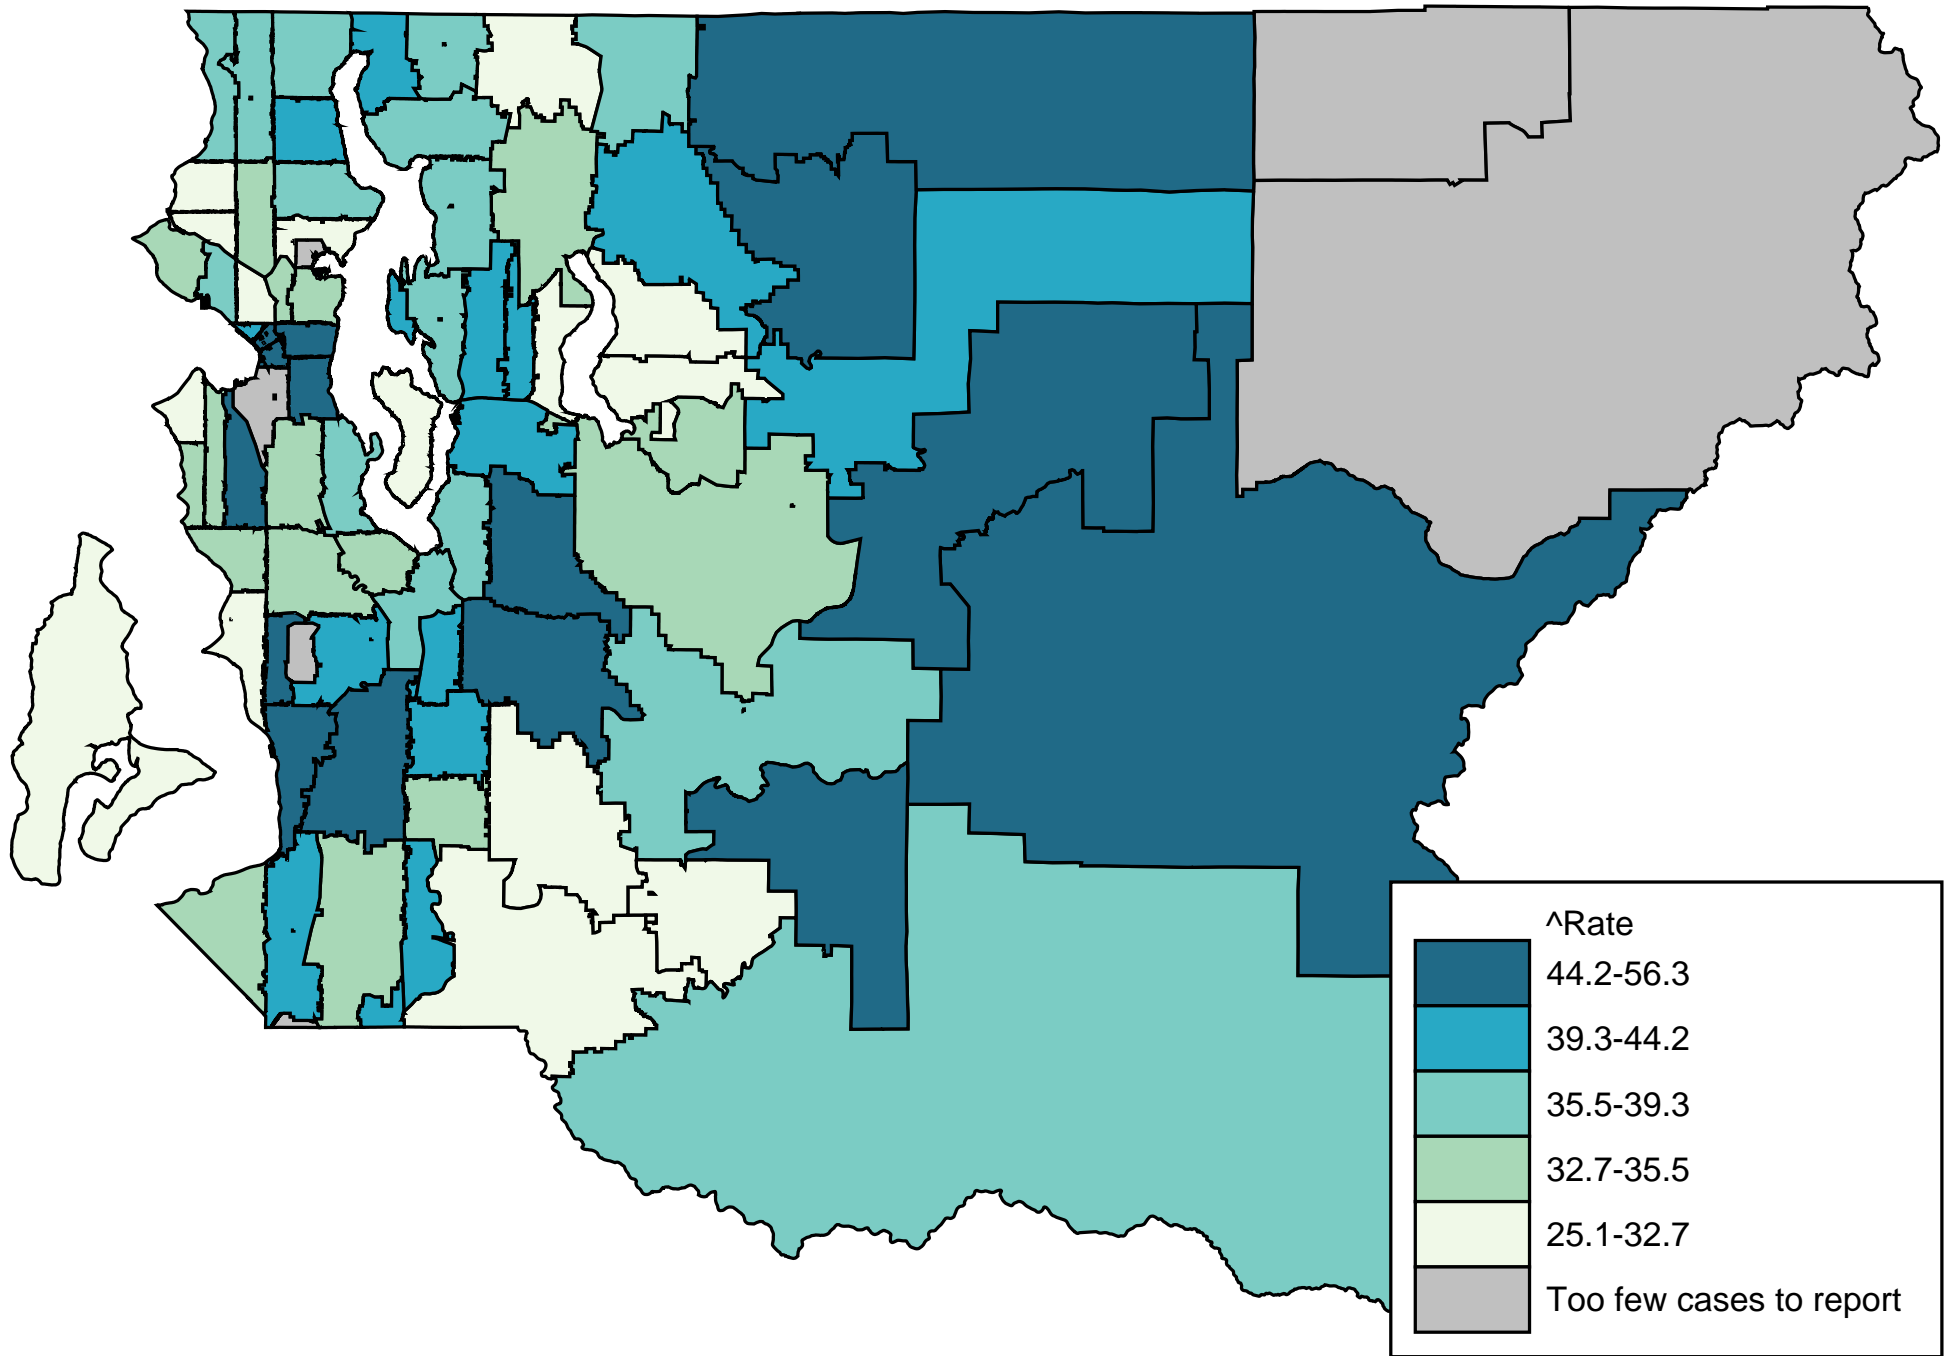 ^Rate
44.2-56.3
39.3-44.2
35.5-39.3
32.7-35.5
25.1-32.7
Too few cases to report